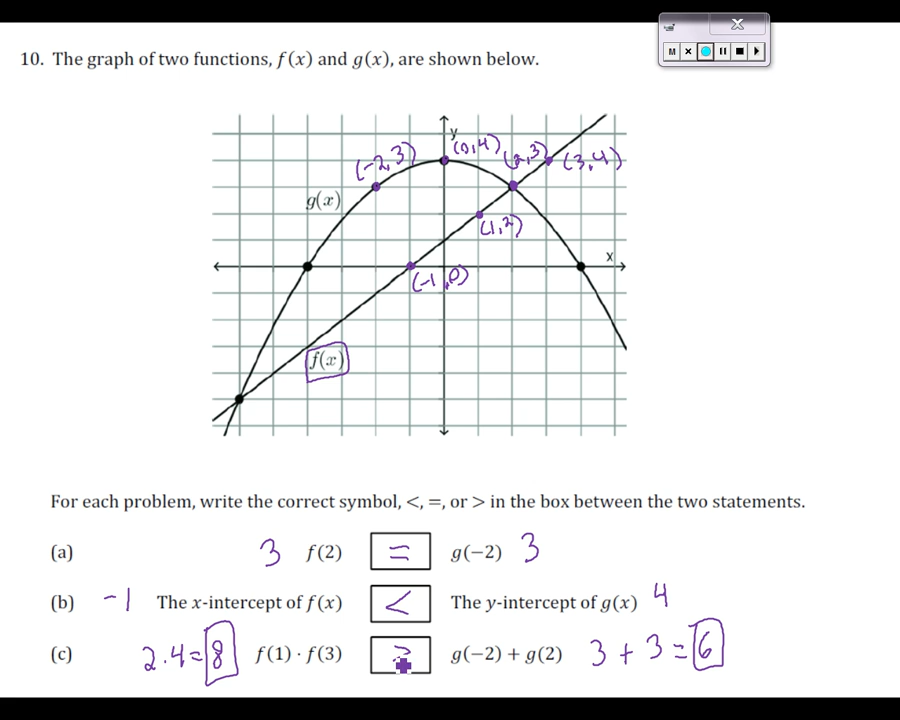 10. The graph of two functions, f(x) and g(x), are shown below.
M
y
(0,4)
(-2,3)
(2,3)
(3,4)
g(x)
(1,2)
x
(-1,0)
f(x)
For each problem, write the correct symbol, <, =, or > in the box between the two statements.
(a) 3 f(2) = g(−2) 3
(b) -1 The x-intercept of f(x) < The y-intercept of g(x) 4
(c) 2·4=8 f(1) · f(3) > g(−2) + g(2) 3+3=6